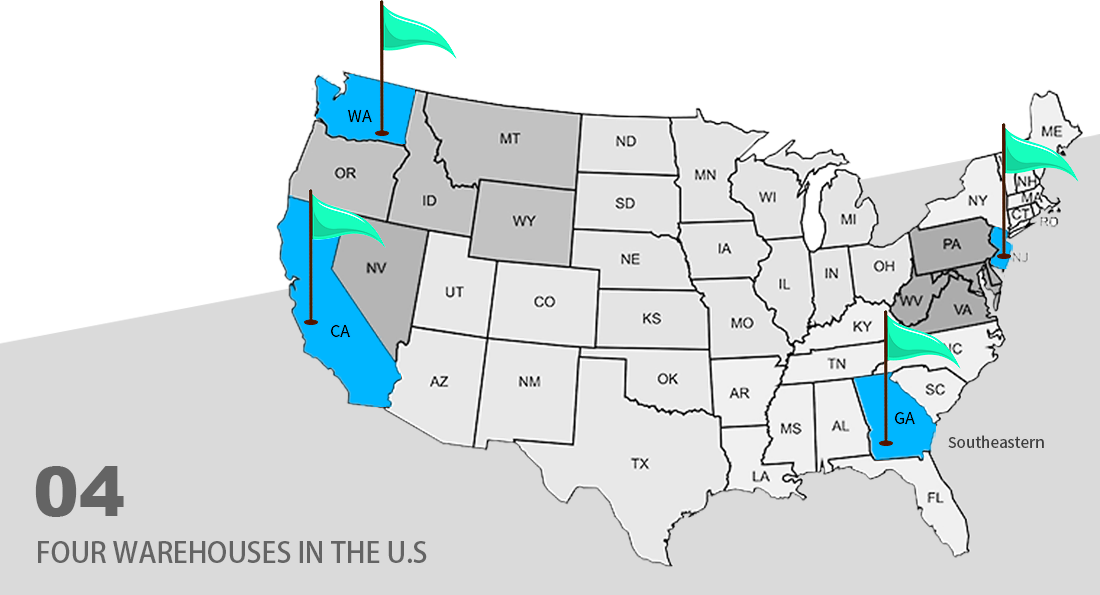 WA
MT
ND
MN
ME
OR
ID
WY
SD
WI
MI
NY
NH
MA
CT
RO
NV
UT
CO
NE
IA
IL
IN
OH
PA
NJ
WV
VA
CA
KS
MO
KY
NC
TN
AZ
NM
OK
AR
SC
MS
AL
GA
TX
LA
FL
Southeastern
04
FOUR WAREHOUSES IN THE U.S